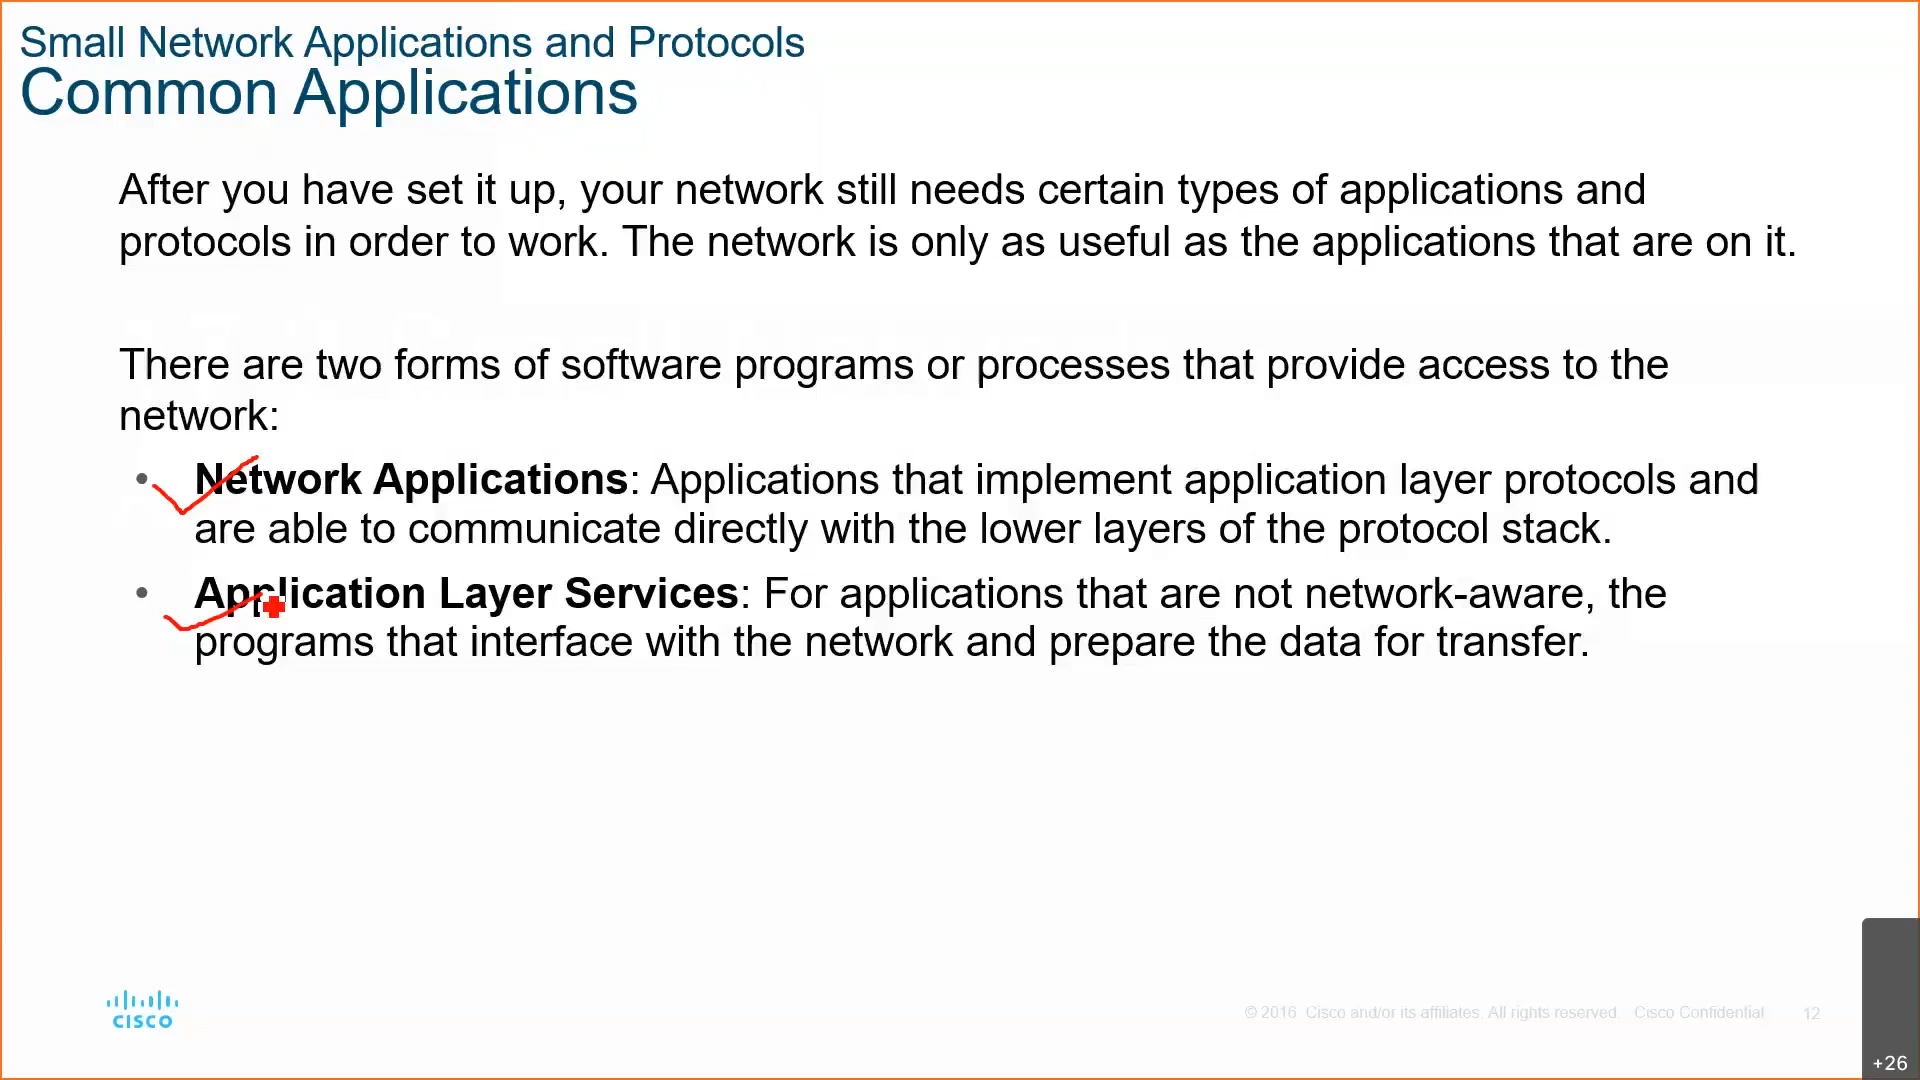 Small Network Applications and Protocols
Common Applications
After you have set it up, your network still needs certain types of applications and
protocols in order to work. The network is only as useful as the applications that are on it.
There are two forms of software programs or processes that provide access to the
network:
• Network Applications: Applications that implement application layer protocols and
are able to communicate directly with the lower layers of the protocol stack.
• Application Layer Services: For applications that are not network-aware, the
programs that interface with the network and prepare the data for transfer.
CISCO
© 2016 Cisco and/or its affiliates. All rights reserved. Cisco Confidential 12
+26